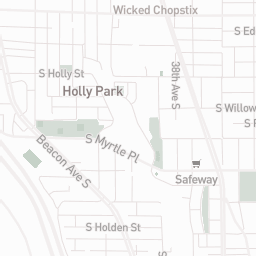 Wicked Chopstix
S Ed
S Holly St
Holly Park
38th Ave S
S Willow
S F
S Myrtle Pl
Beacon Ave S
Safeway
S Holden St
S